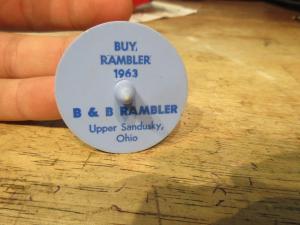 BUY,
RAMBLER
1963
B & B RAMBLER
Upper Sandusky,
Ohio